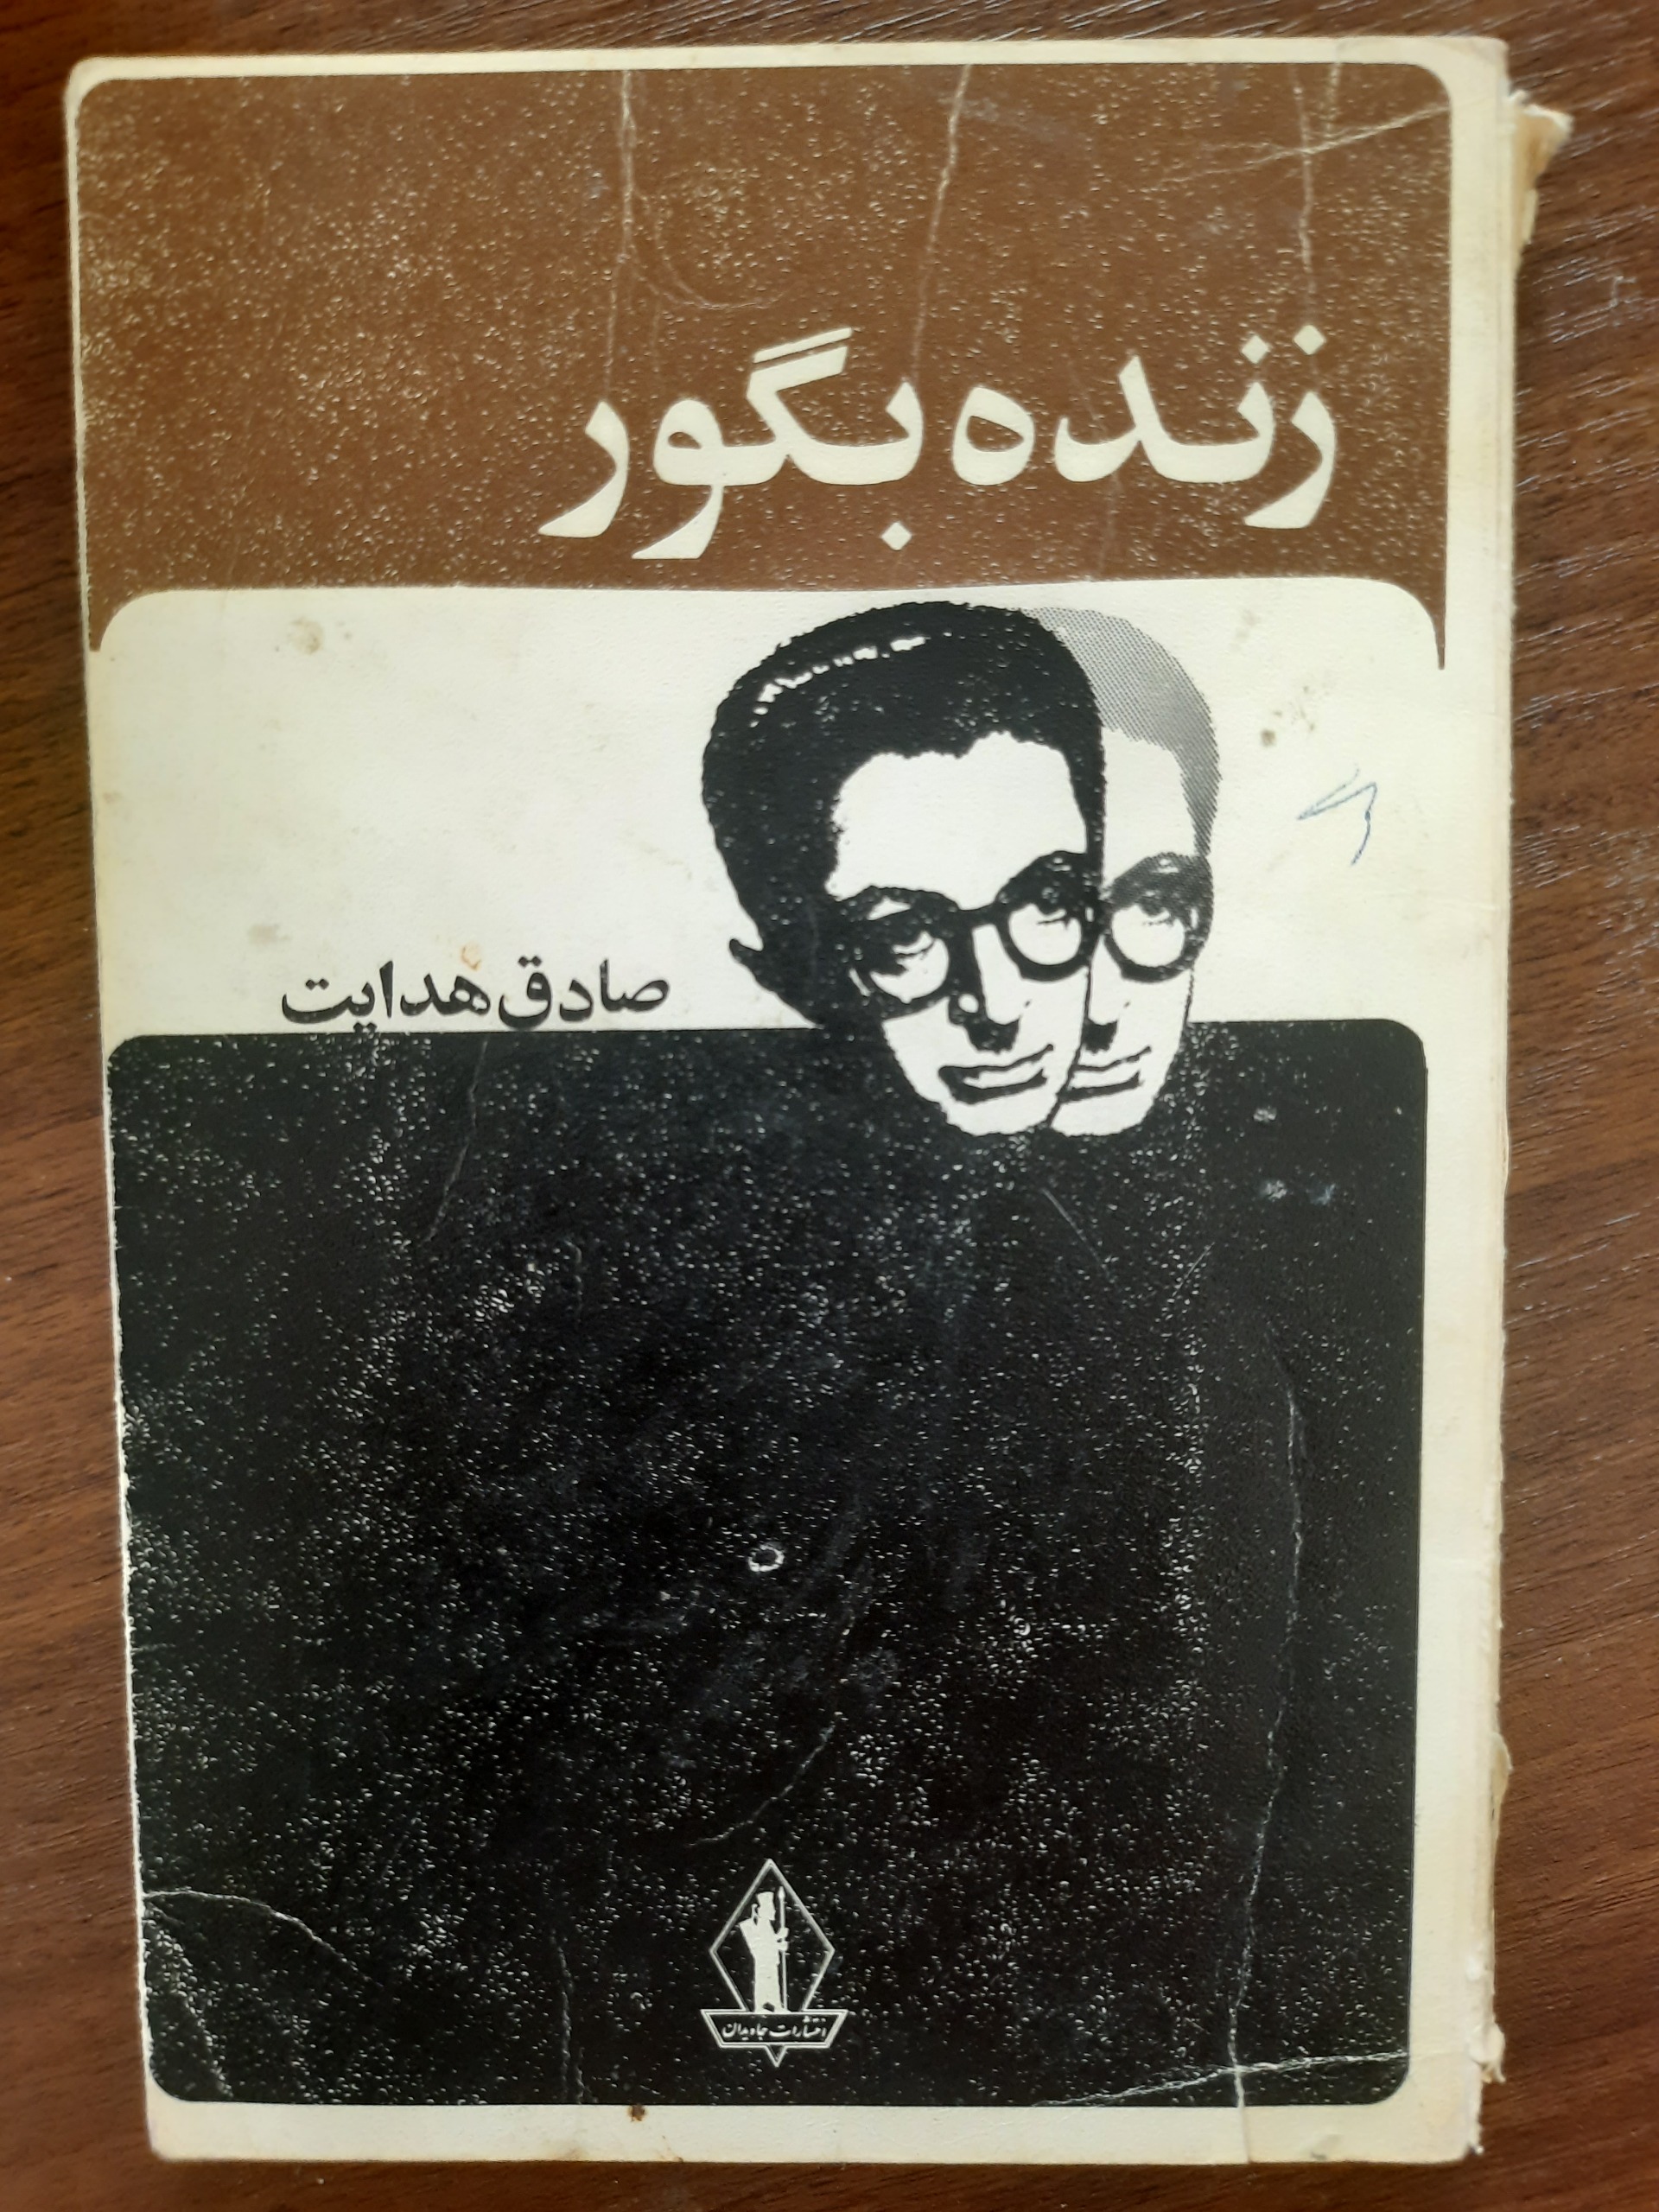 زنده بگور
صادق هدایت
انتشارات جاویدان